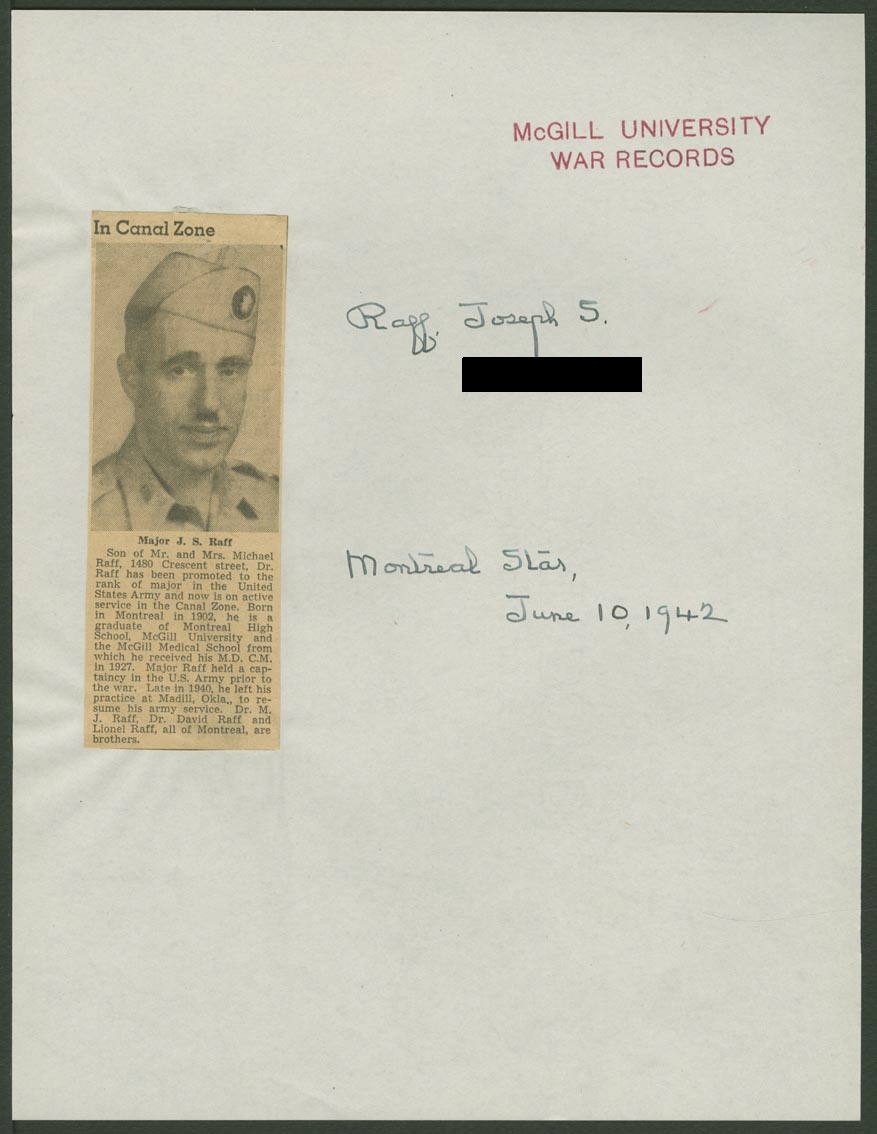 McGILL UNIVERSITY
WAR RECORDS
In Canal Zone
Raff, Joseph S.
Major J. S. Raff
Son of Mr. and Mrs. Michael
Raff, 1480 Crescent street, Dr.
Raff has been promoted to the
rank of major in the United
States Army and now is on active
service in the Canal Zone. Born
in Montreal in 1902, he is a
graduate of Montreal High
School, McGill University and
the McGill Medical School from
which he received his M.D. C.M.
in 1927. Major Raff held a cap-
taincy in the U.S. Army prior to
the war. Late in 1940, he left his
practice at Madill, Okla,, to re-
sume his army service. Dr. M.
J. Raff, Dr. David Raff and
Lionel Raff, all of Montreal, are
brothers.
Montreal Star,
June 10, 1942